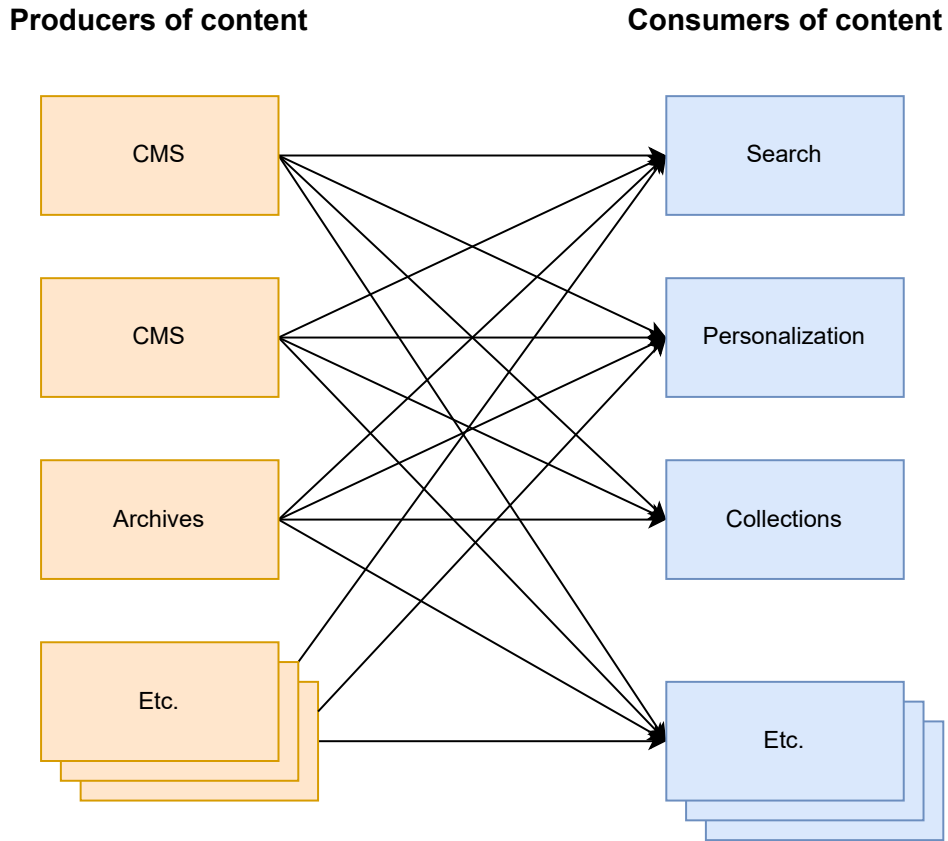 Producers of content
Consumers of content
CMS
Search
CMS
Personalization
Archives
Collections
Etc.
Etc.